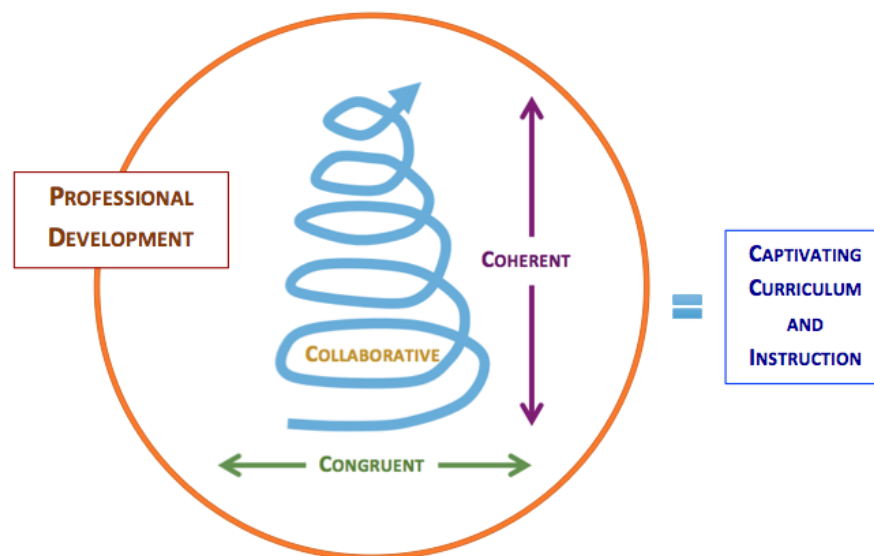 PROFESSIONAL
DEVELOPMENT
COHERENT
COLLABORATIVE
CONGRUENT
CAPTIVATING
CURRICULUM
AND
INSTRUCTION